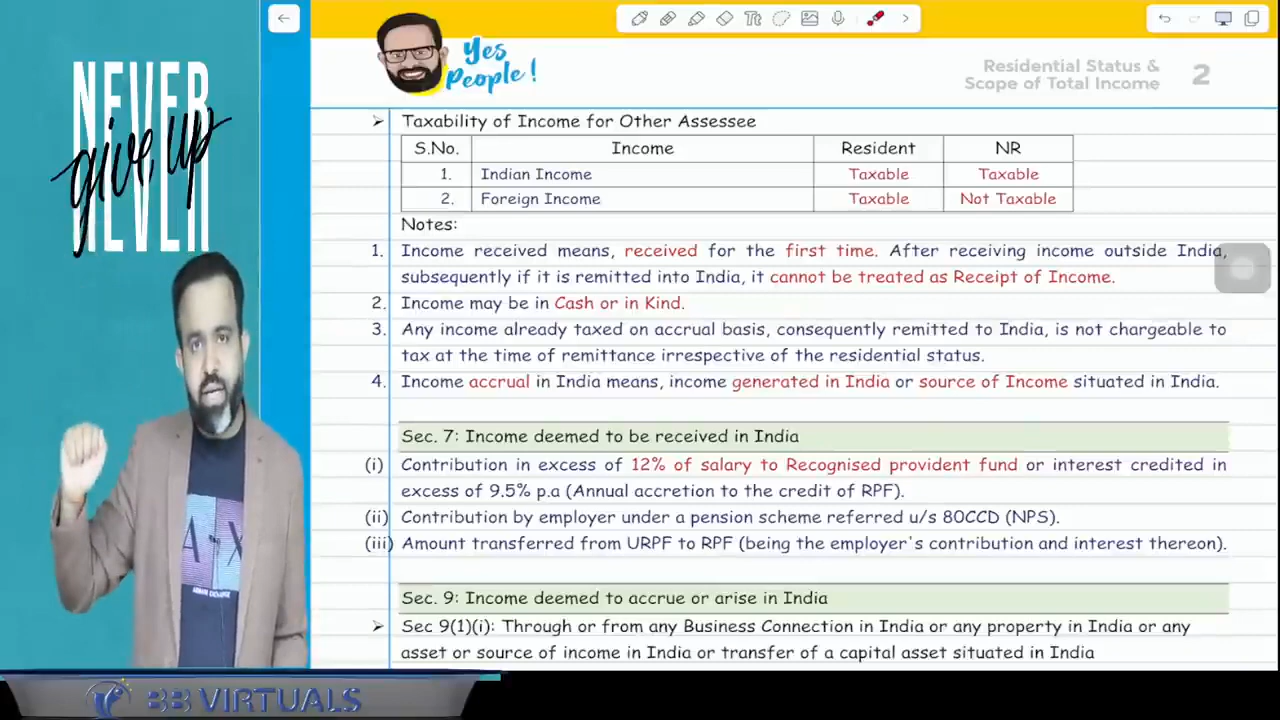 NEVER
give up
NEVER
Yes
People!
Residential Status &
Scope of Total Income
2
➢ Taxability of Income for Other Assessee
S.No. Income Resident NR
1. Indian Income Taxable Taxable
2. Foreign Income Taxable Not Taxable
Notes:
1. Income received means, received for the first time. After receiving income outside India,
subsequently if it is remitted into India, it cannot be treated as Receipt of Income.
2. Income may be in Cash or in Kind.
3. Any income already taxed on accrual basis, consequently remitted to India, is not chargeable to
tax at the time of remittance irrespective of the residential status.
4. Income accrual in India means, income generated in India or source of Income situated in India.
Sec. 7: Income deemed to be received in India
(i) Contribution in excess of 12% of salary to Recognised provident fund or interest credited in
excess of 9.5% p.a (Annual accretion to the credit of RPF).
(ii) Contribution by employer under a pension scheme referred u/s 80CCD (NPS).
(iii) Amount transferred from URPF to RPF (being the employer's contribution and interest thereon).
Sec. 9: Income deemed to accrue or arise in India
➢ Sec 9(1)(i): Through or from any Business Connection in India or any property in India or any
asset or source of income in India or transfer of a capital asset situated in India
A X
ARMANI EXCHANGE
BB VIRTUALS